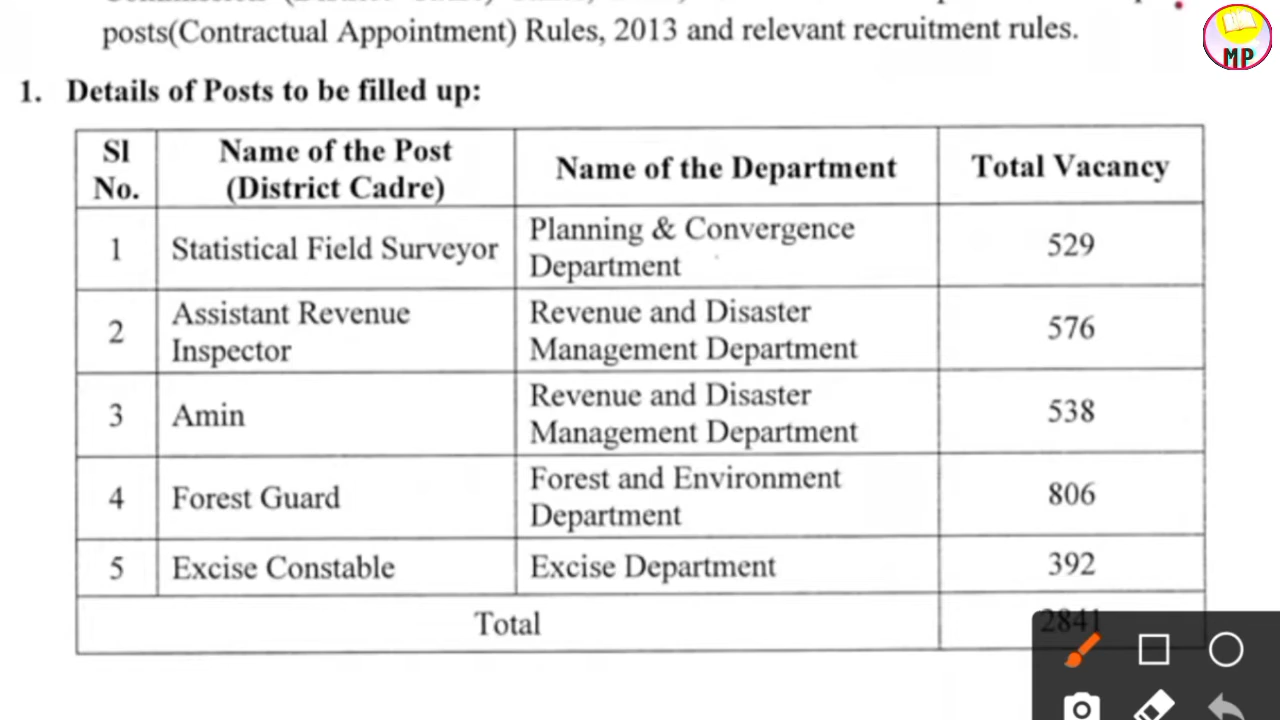 posts(Contractual Appointment) Rules, 2013 and relevant recruitment rules.
MP
1. Details of Posts to be filled up:
Sl No. Name of the Post (District Cadre) Name of the Department Total Vacancy
1 Statistical Field Surveyor Planning & Convergence Department 529
2 Assistant Revenue Inspector Revenue and Disaster Management Department 576
3 Amin Revenue and Disaster Management Department 538
4 Forest Guard Forest and Environment Department 806
5 Excise Constable Excise Department 392
Total 2841